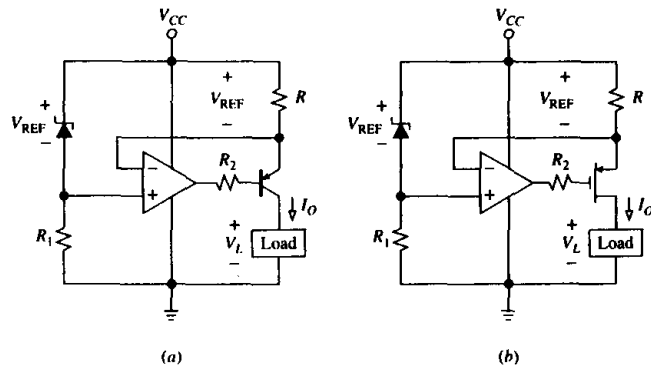 V_CC
+
V_REF
−
R
+
V_REF
−
−
+
R_2
R_1
I_O
+
V_L
−
Load
(a)
V_CC
+
V_REF
−
R
+
V_REF
−
−
+
R_2
R_1
I_O
+
V_L
−
Load
(b)